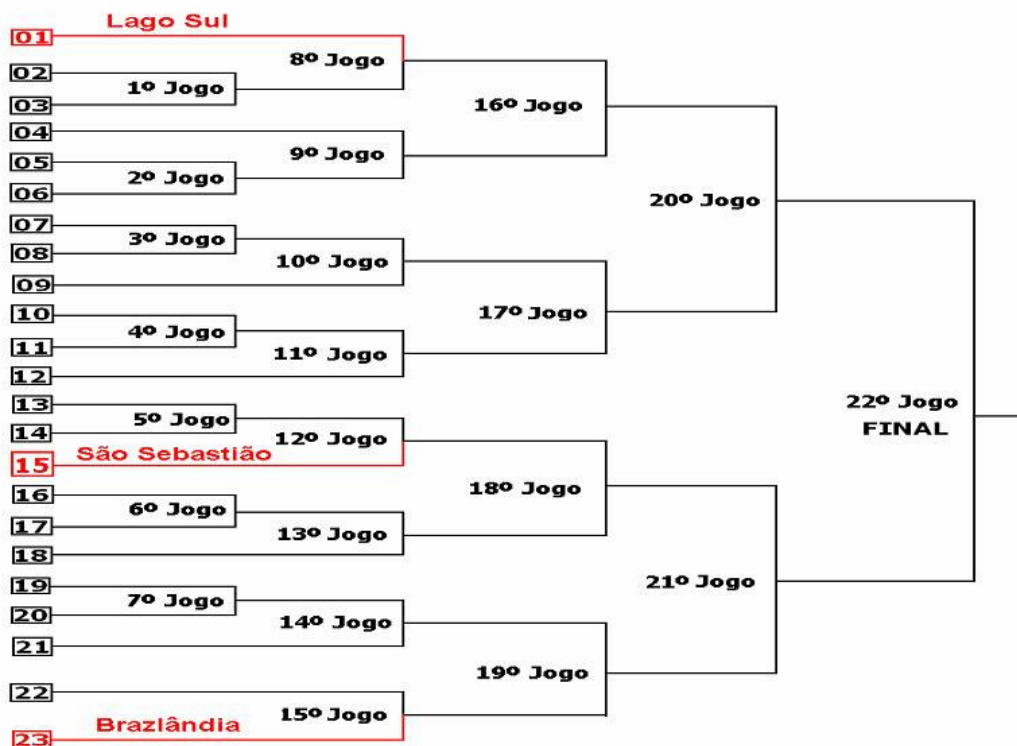 Lago Sul
01
8º Jogo
02
1º Jogo
03
16º Jogo
04
9º Jogo
05
2º Jogo
06
20º Jogo
07
3º Jogo
08
10º Jogo
09
17º Jogo
10
4º Jogo
11
11º Jogo
12
13
5º Jogo
14
12º Jogo
São Sebastião
15
22º Jogo
FINAL
16
6º Jogo
17
18º Jogo
13º Jogo
18
19
7º Jogo
20
21º Jogo
14º Jogo
21
19º Jogo
22
15º Jogo
Brazlândia
23